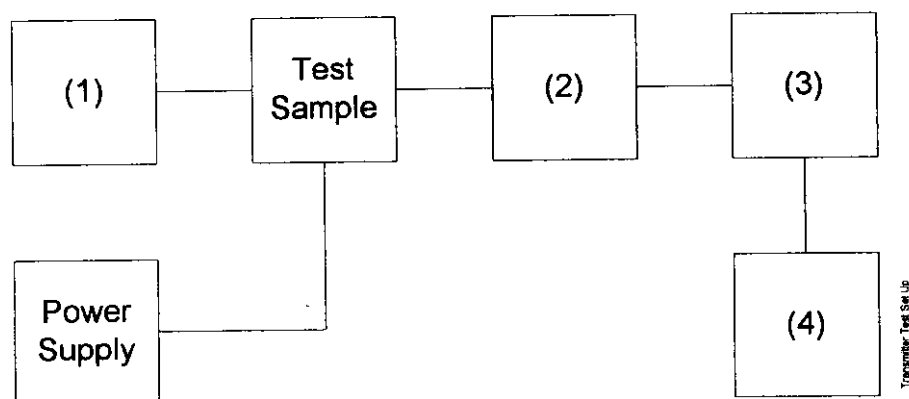 (1)
Test
Sample
(2)
(3)
Power
Supply
(4)
Transmitter Test Set Up